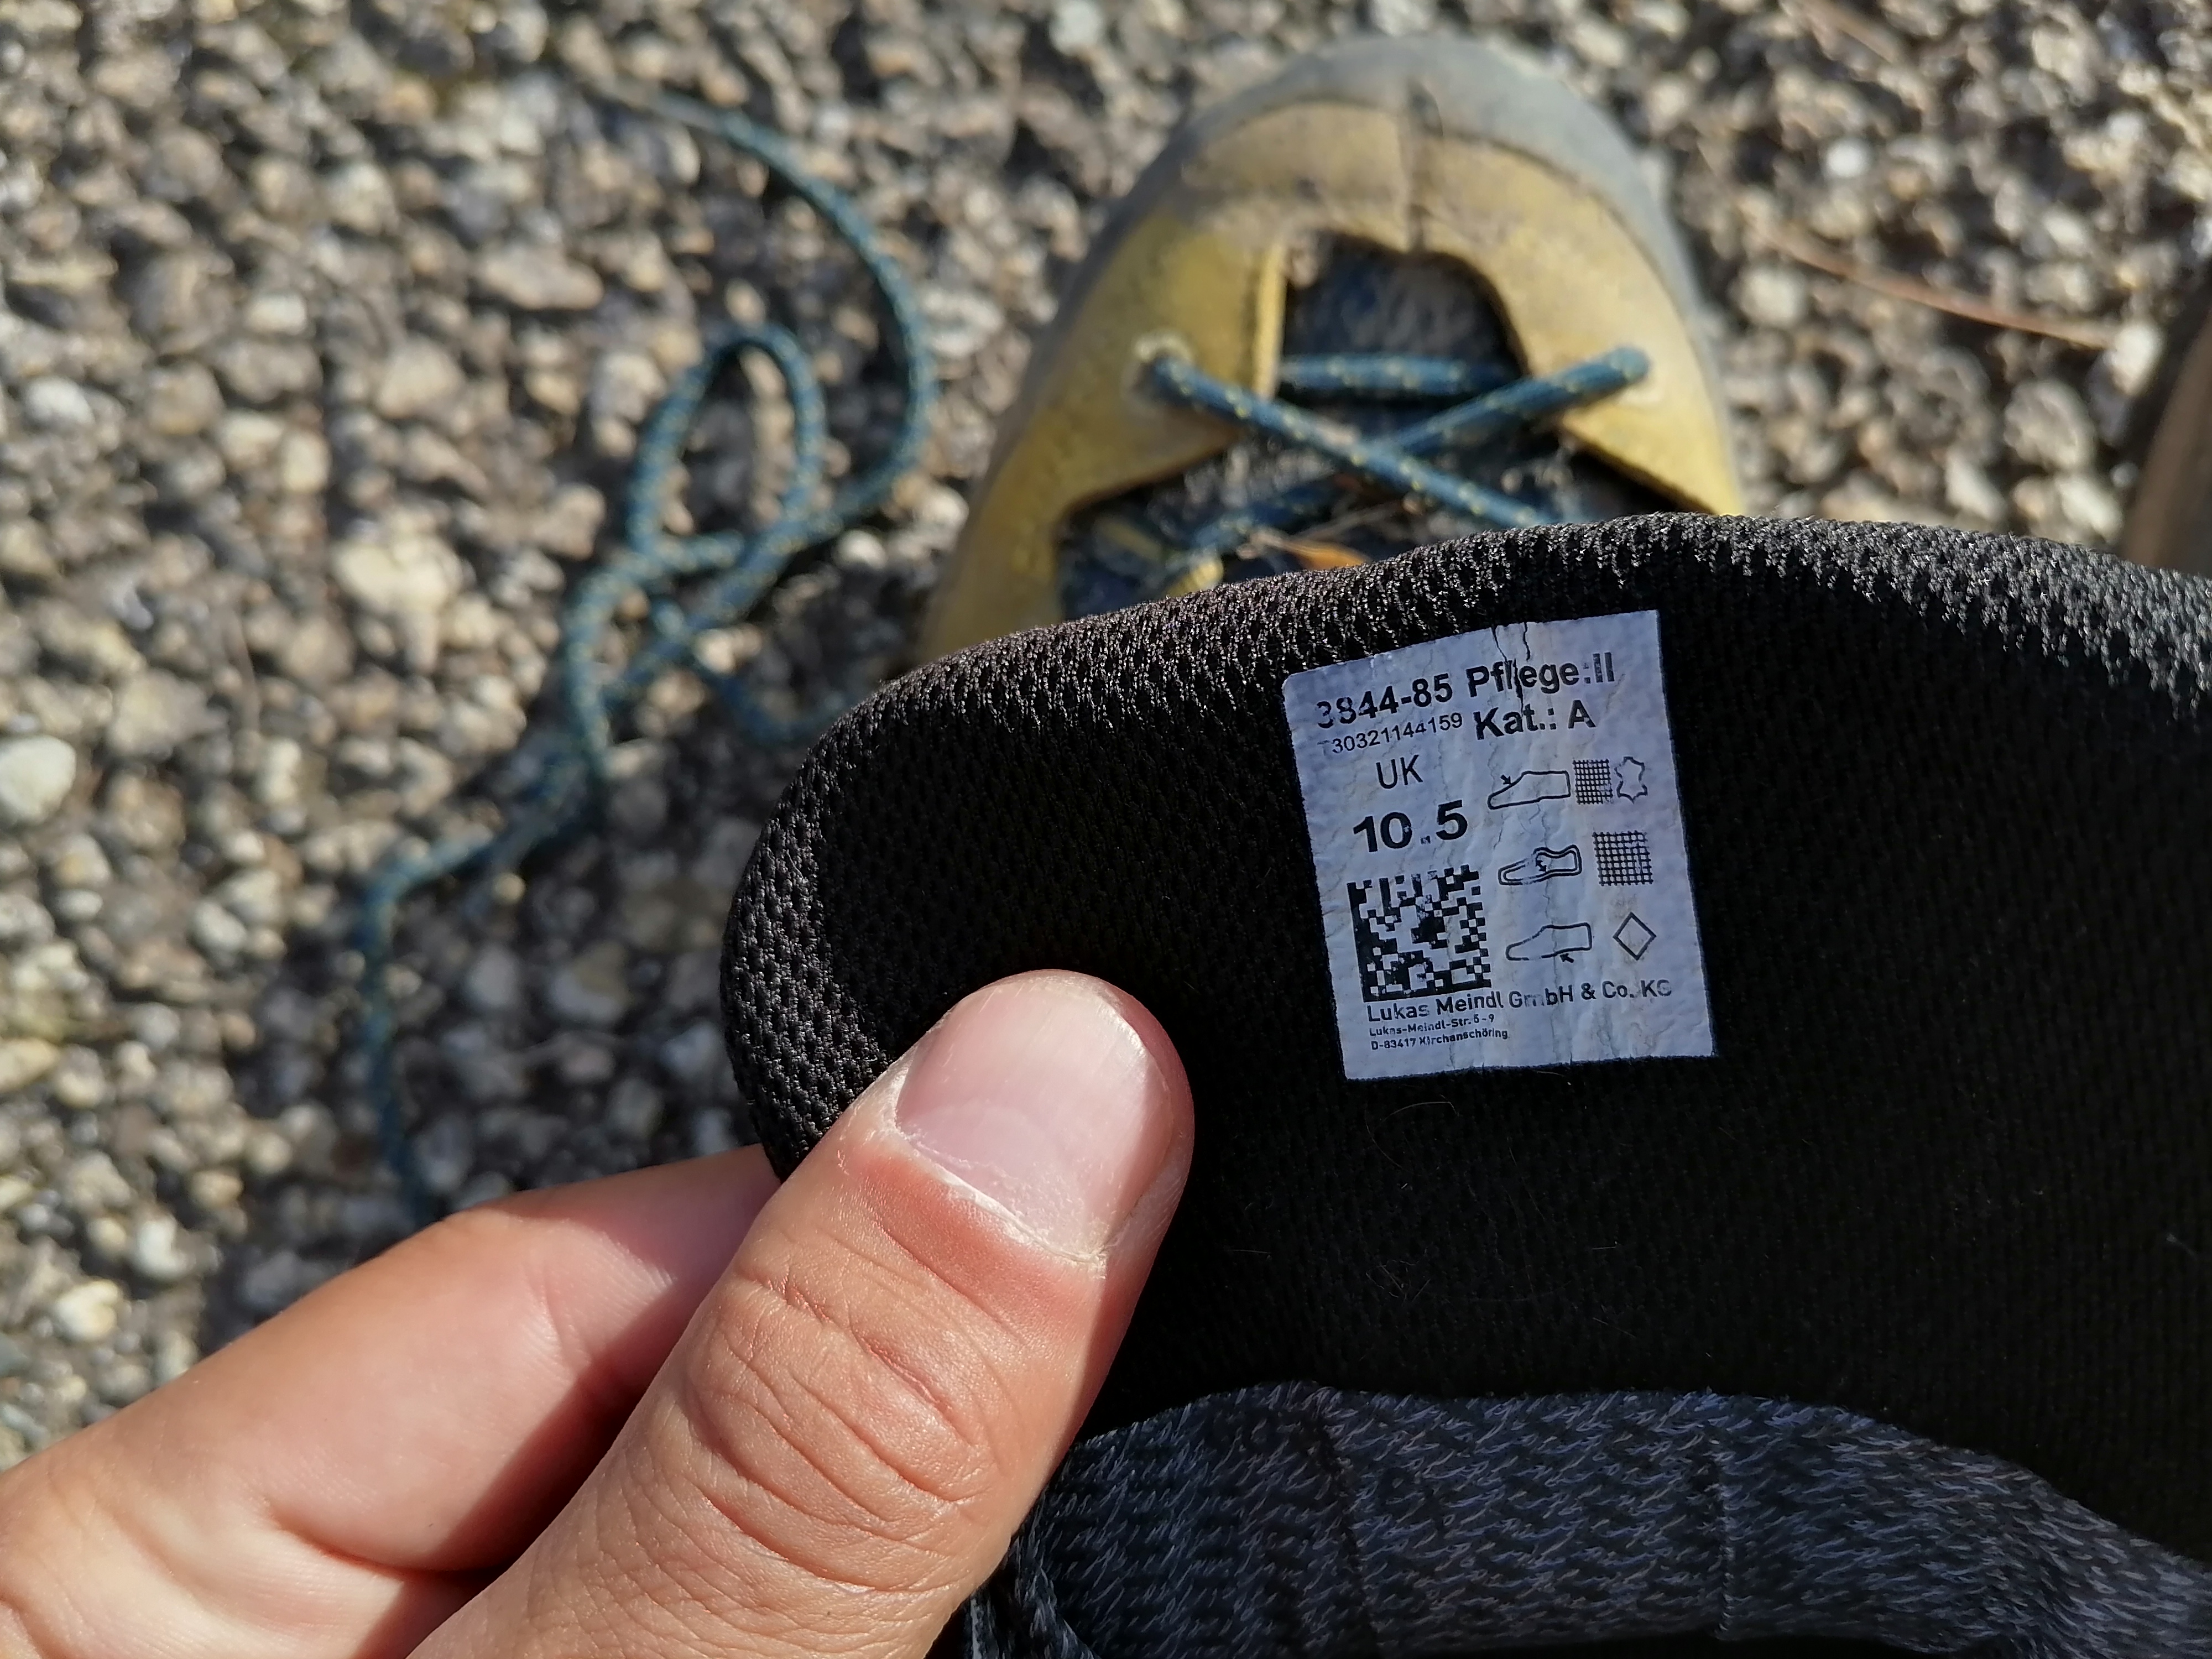 3844-85 Pflege:II
T30321144159 Kat.: A
UK
10.5
Lukas Meindl GmbH & Co. KG
Lukas-Meindl-Str. 5-9
D-83417 Kirchanschöring